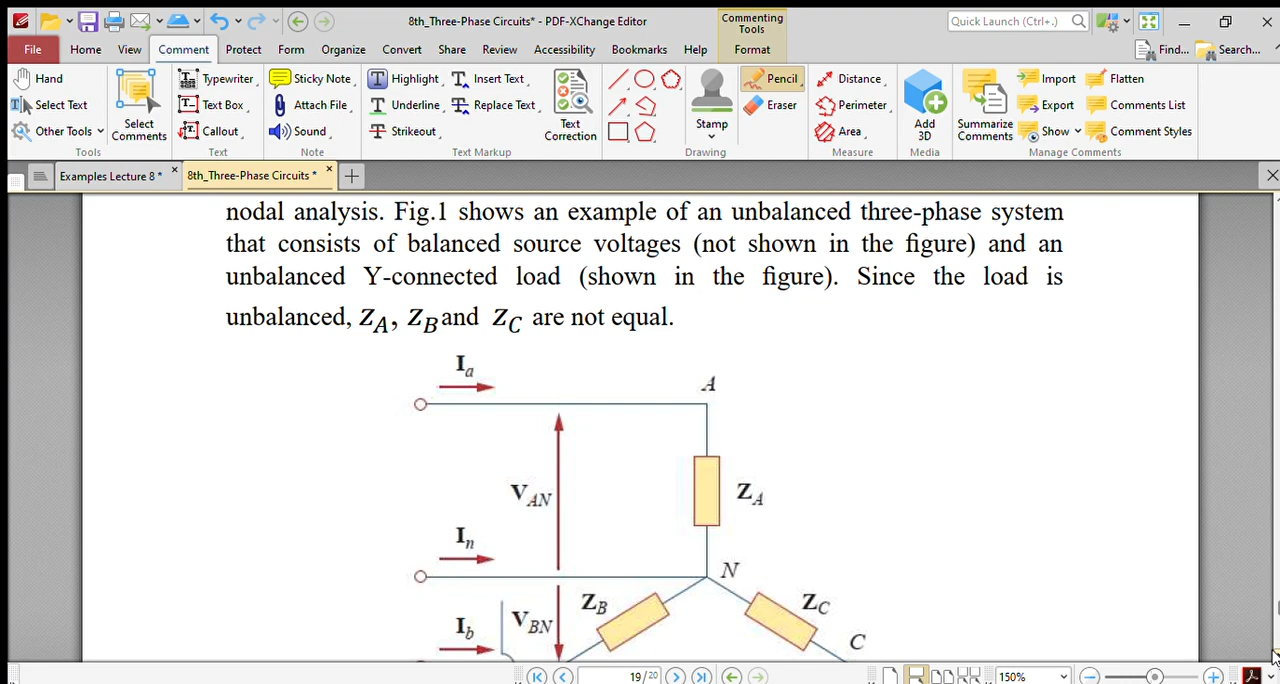 8th_Three-Phase Circuits* - PDF-XChange Editor
Commenting Tools
Quick Launch (Ctrl+.)
File Home View Comment Protect Form Organize Convert Share Review Accessibility Bookmarks Help Format
Find... Search...
Hand
Select Text
Other Tools
Select Comments
Tools
Typewriter
Text Box
Callout
Text
Sticky Note
Attach File
Sound
Note
Highlight
Underline
Strikeout
Insert Text
Replace Text
Text Correction
Text Markup
Stamp
Pencil
Eraser
Drawing
Distance
Perimeter
Area
Measure
Add 3D
Media
Summarize Comments
Import
Export
Show
Flatten
Comments List
Comment Styles
Manage Comments
Examples Lecture 8 *
8th_Three-Phase Circuits *
nodal analysis. Fig.1 shows an example of an unbalanced three-phase system
that consists of balanced source voltages (not shown in the figure) and an
unbalanced Y-connected load (shown in the figure). Since the load is
unbalanced, Z_A, Z_B and Z_C are not equal.
I_a
A
V_AN
Z_A
I_n
N
Z_B
Z_C
I_b
V_BN
C
19/20
150%